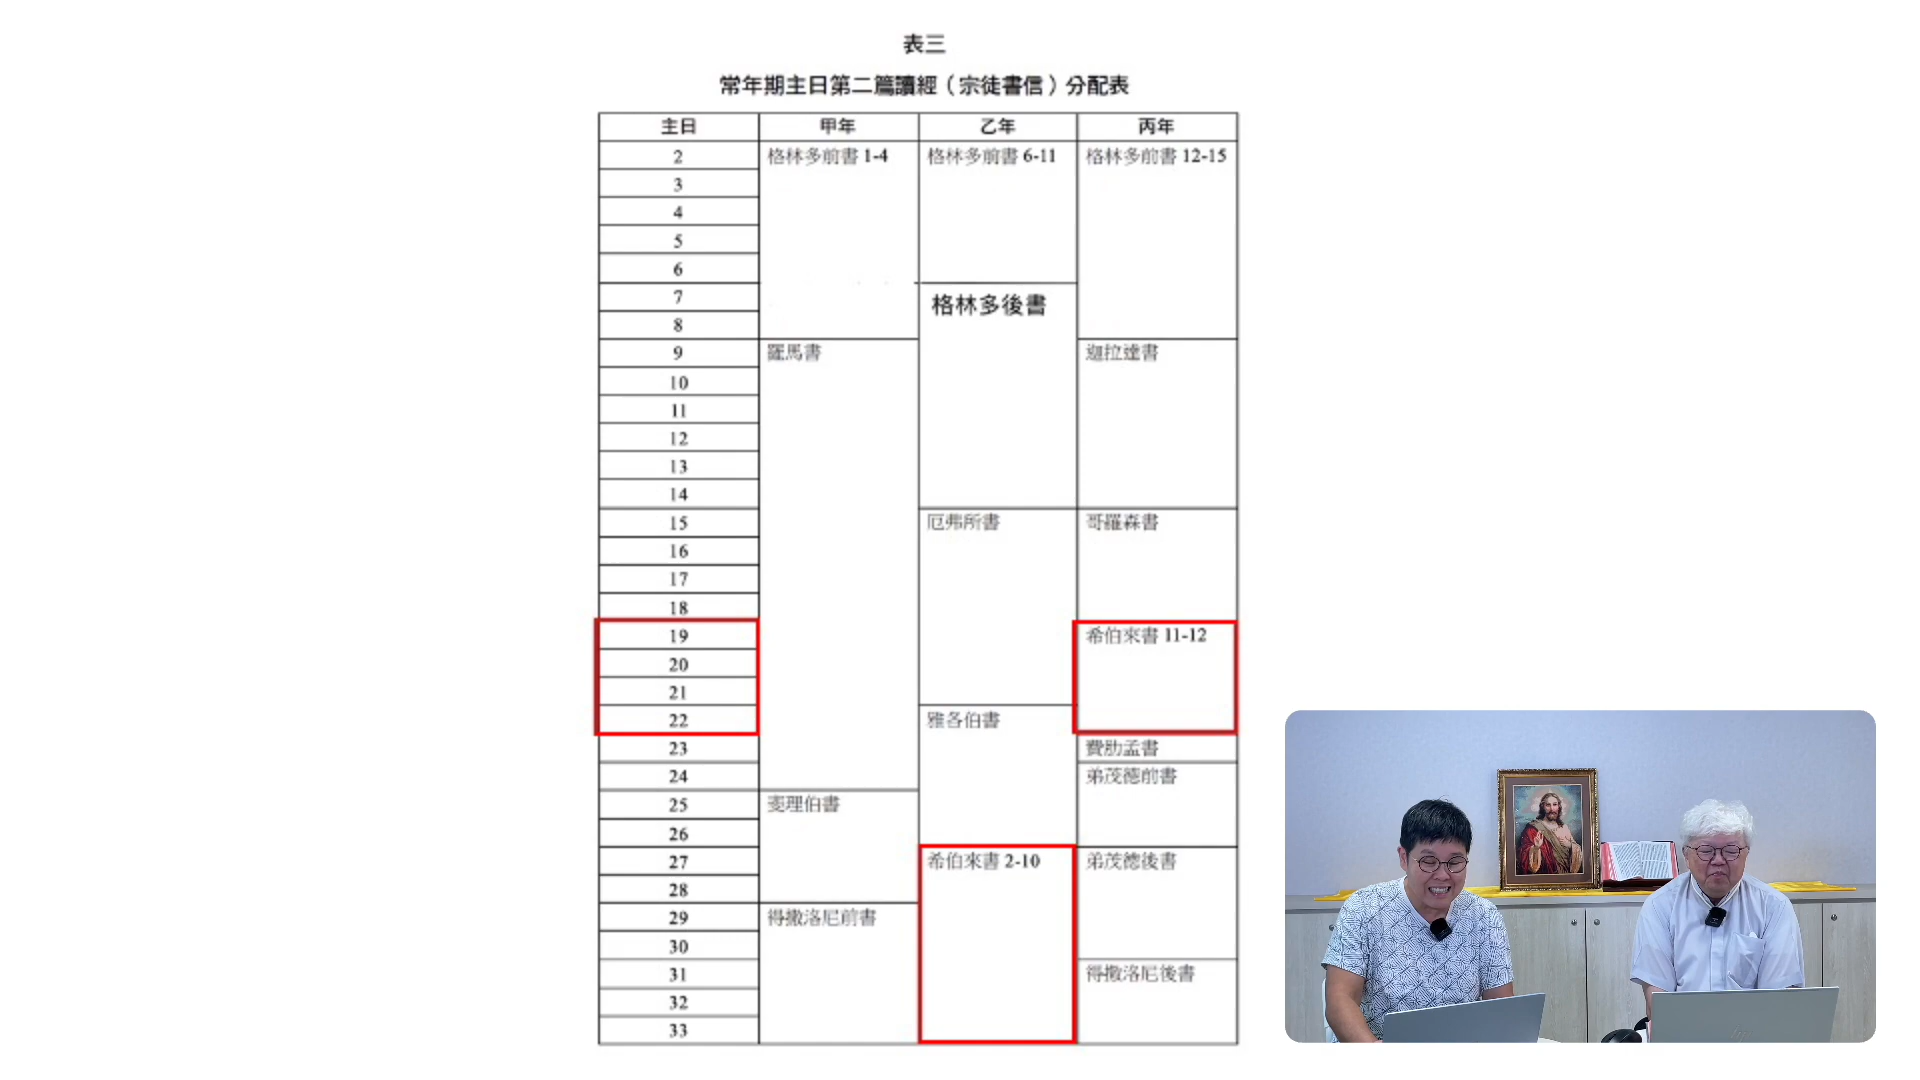 表三
常年期主日第二篇讀經（宗徒書信）分配表
主日 甲年 乙年 丙年
2 格林多前書 1-4 格林多前書 6-11 格林多前書 12-15
3
4
5
6
7 格林多後書
8
9 羅馬書 迦拉達書
10
11
12
13
14
15 厄弗所書 哥羅森書
16
17
18
19 希伯來書 11-12
20
21
22 雅各伯書
23 費肋孟書
24 弟茂德前書
25 斐理伯書
26
27 希伯來書 2-10 弟茂德後書
28
29 得撒洛尼前書
30
31 得撒洛尼後書
32
33